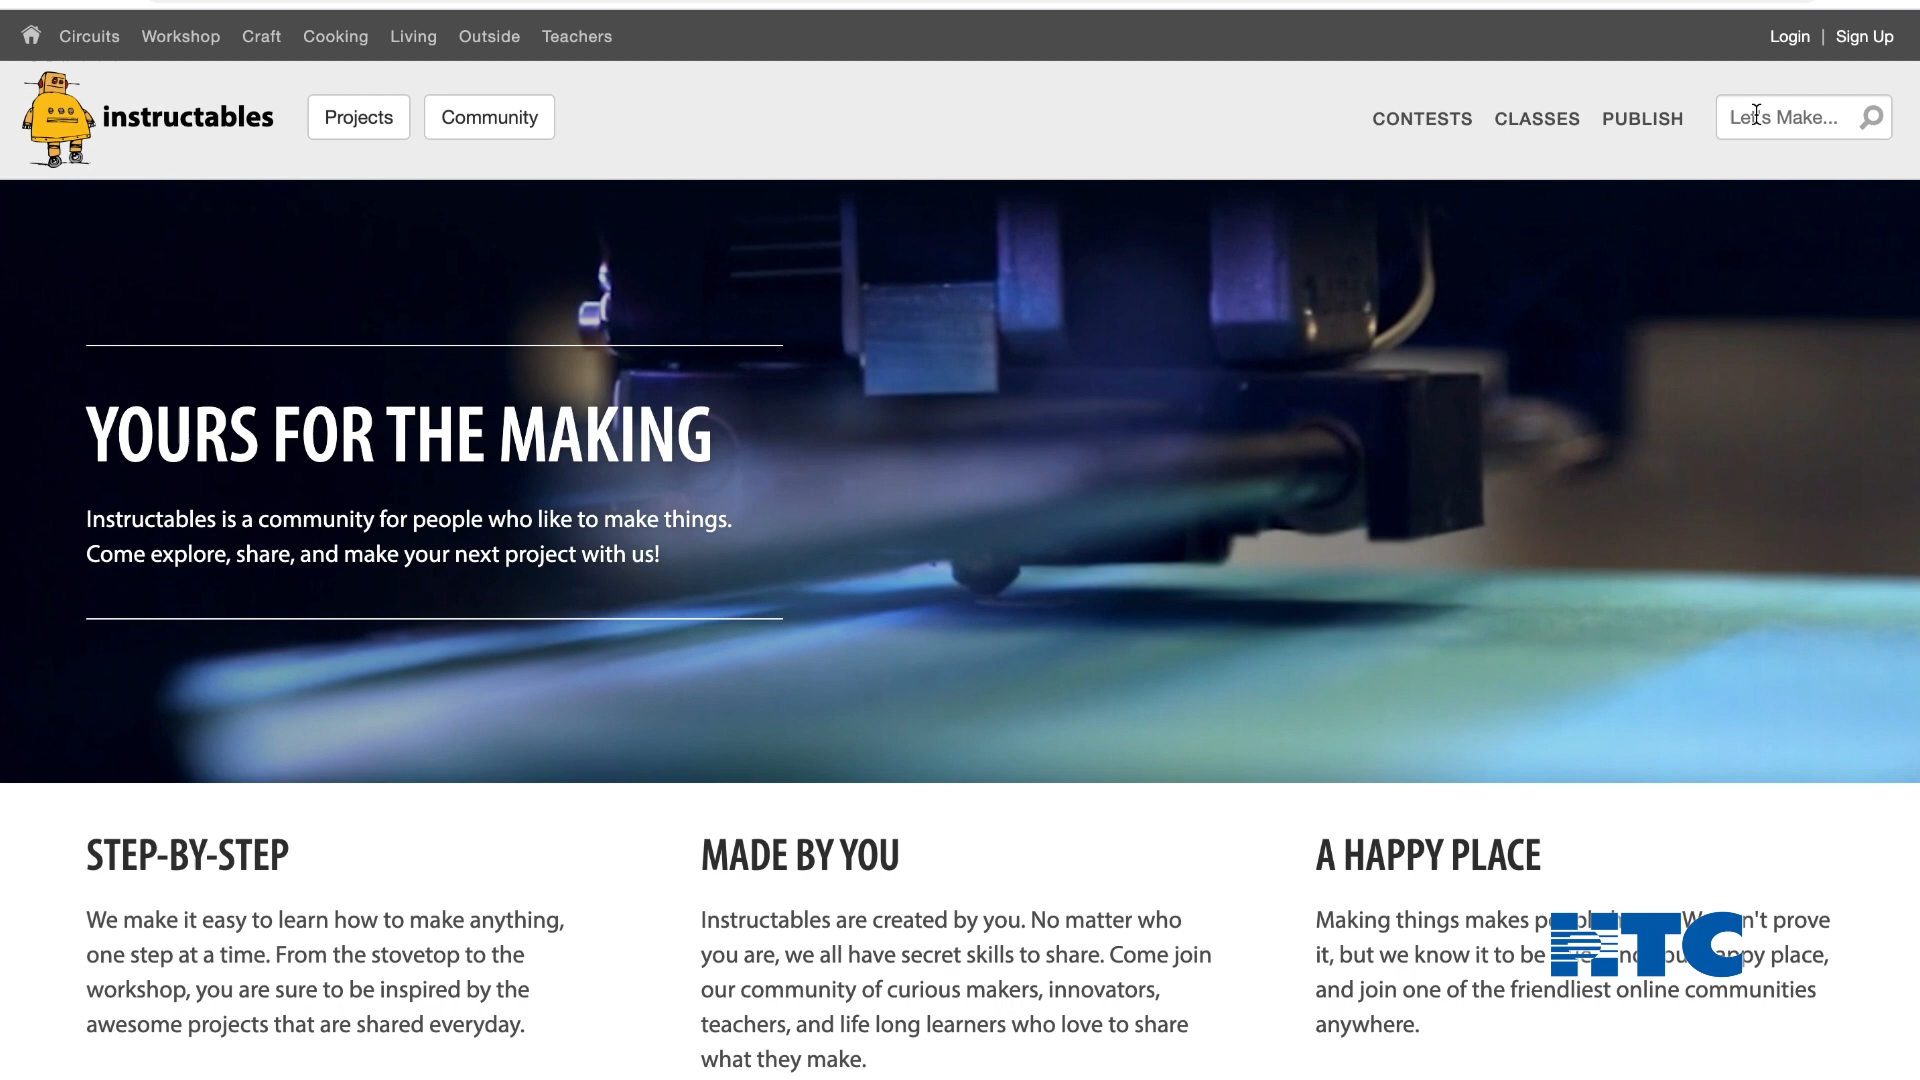 Circuits Workshop Craft Cooking Living Outside Teachers Login | Sign Up
instructables Projects Community CONTESTS CLASSES PUBLISH Let's Make...
YOURS FOR THE MAKING
Instructables is a community for people who like to make things.
Come explore, share, and make your next project with us!
STEP-BY-STEP
We make it easy to learn how to make anything,
one step at a time. From the stovetop to the
workshop, you are sure to be inspired by the
awesome projects that are shared everyday.
MADE BY YOU
Instructables are created by you. No matter who
you are, we all have secret skills to share. Come join
our community of curious makers, innovators,
teachers, and life long learners who love to share
what they make.
A HAPPY PLACE
Making things makes prove
it, but we know it to be place,
and join one of the friendliest online communities
anywhere.
HTC